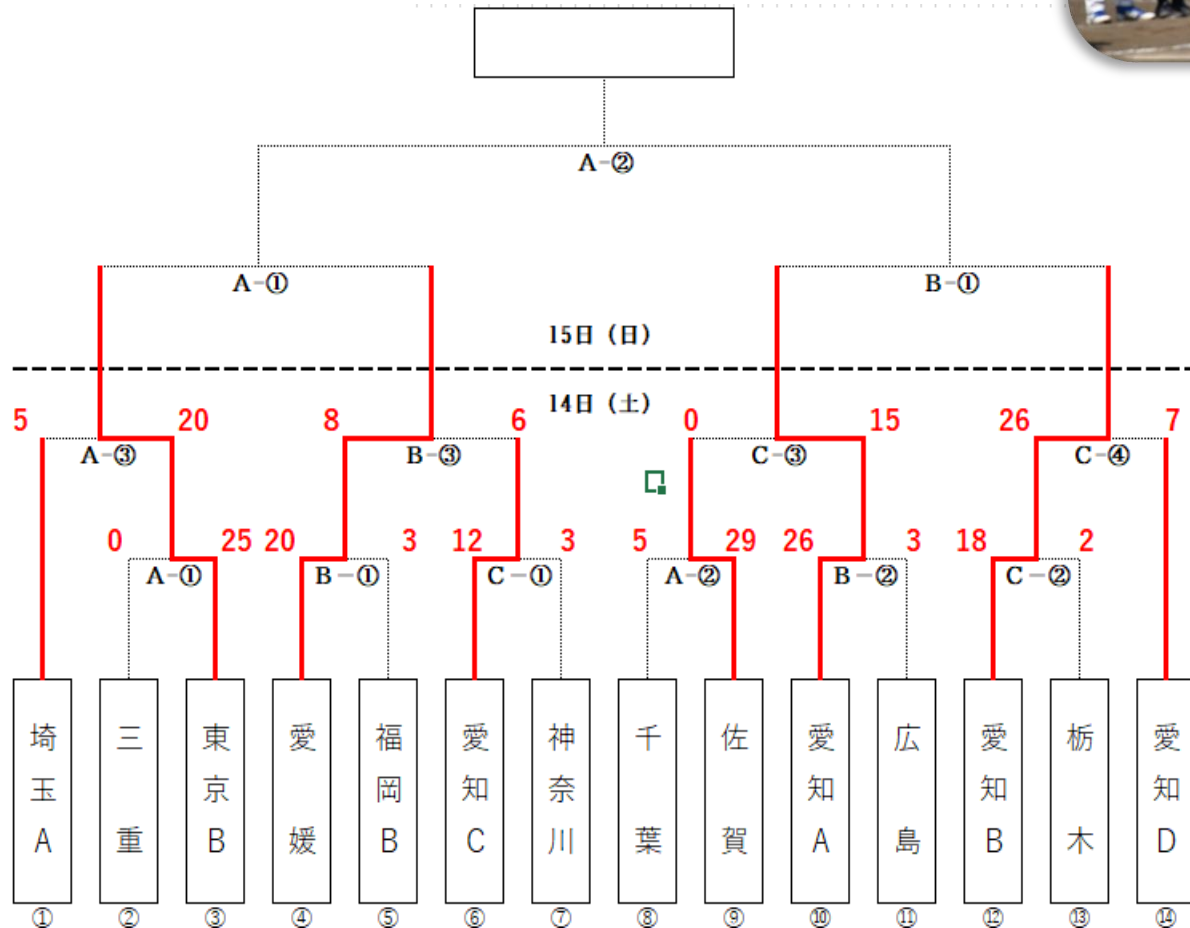 A-②
A-① B-①
15日（日）
14日（土）
5 20 8 6 0 15 26 7
A-③ B-③ C-③ C-④
0 25 20 3 12 3 5 29 26 3 18 2
A-① B-① C-① A-② B-② C-②
埼玉A 三重 東京B 愛媛 福岡B 愛知C 神奈川 千葉 佐賀 愛知A 広島 愛知B 栃木 愛知D
① ② ③ ④ ⑤ ⑥ ⑦ ⑧ ⑨ ⑩ ⑪ ⑫ ⑬ ⑭